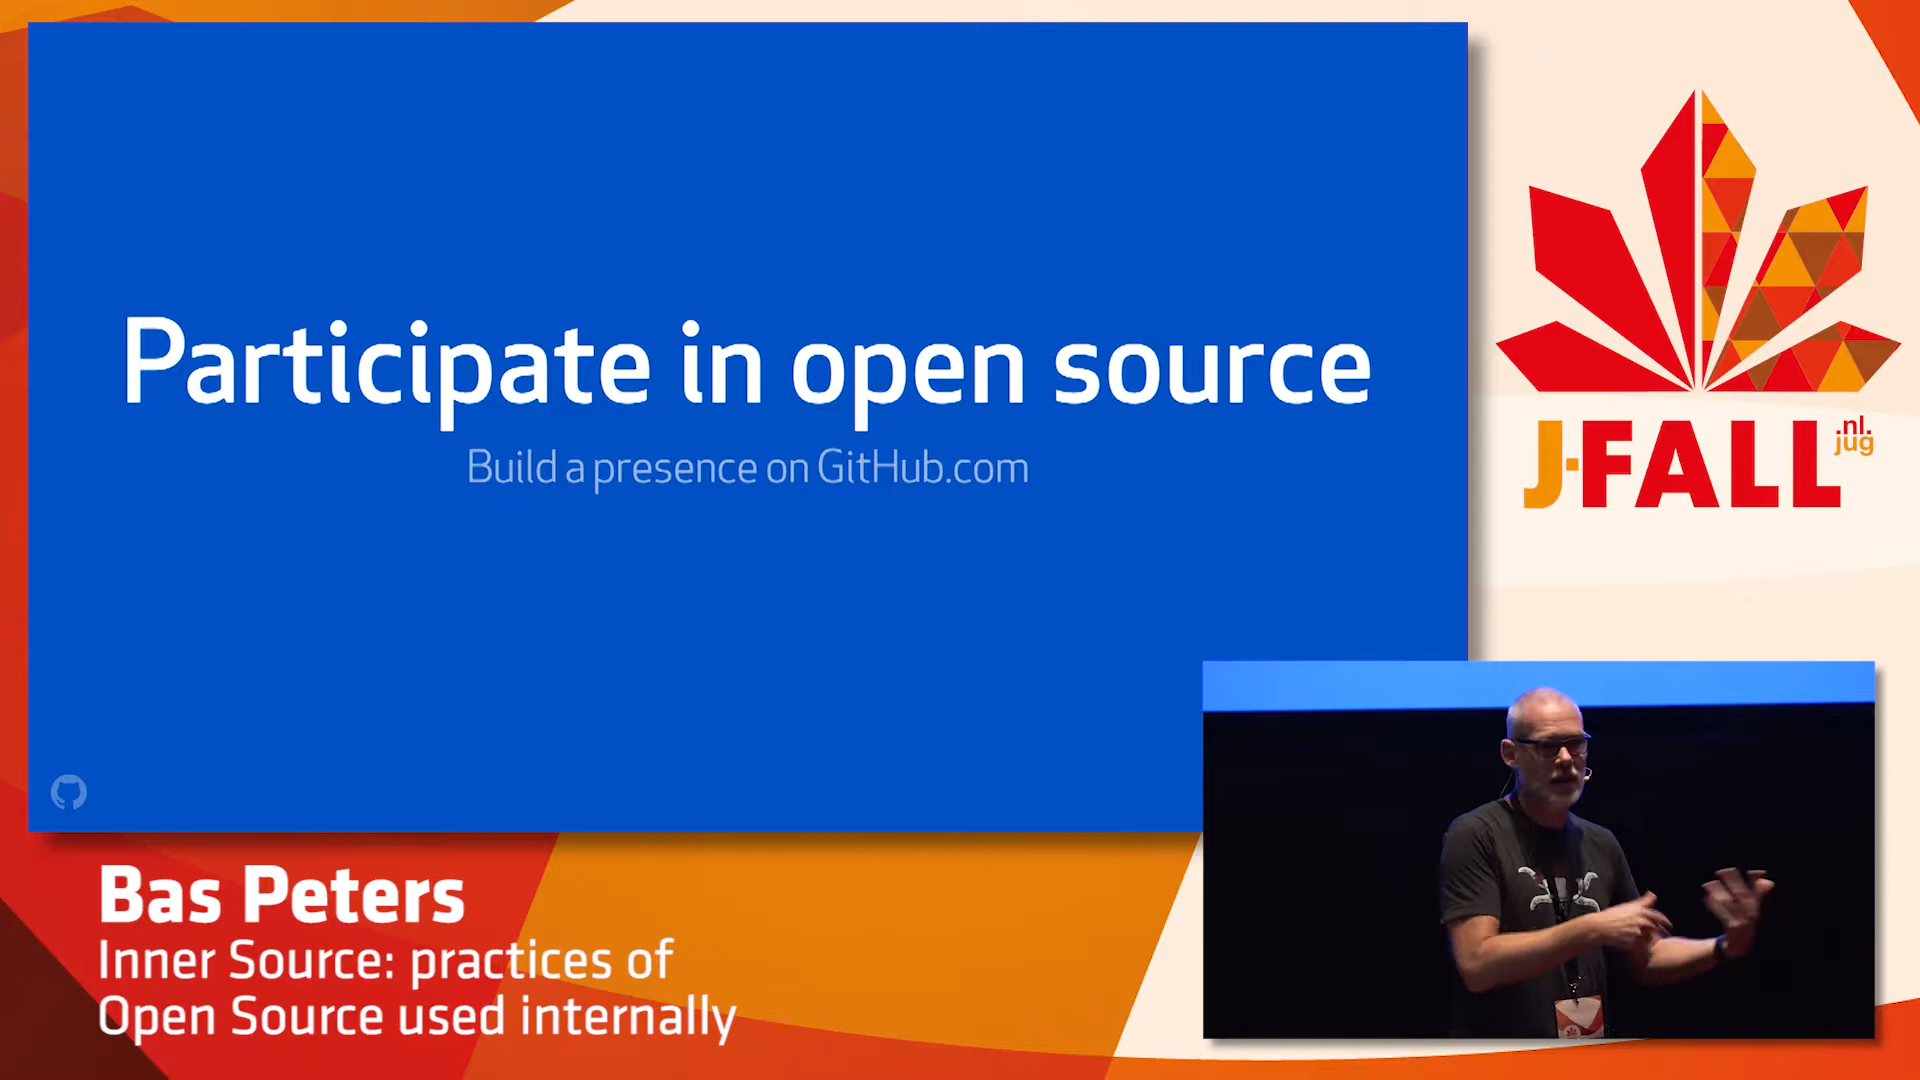 Participate in open source
Build a presence on GitHub.com
J-FALL
.nl.
jug
Bas Peters
Inner Source: practices of
Open Source used internally